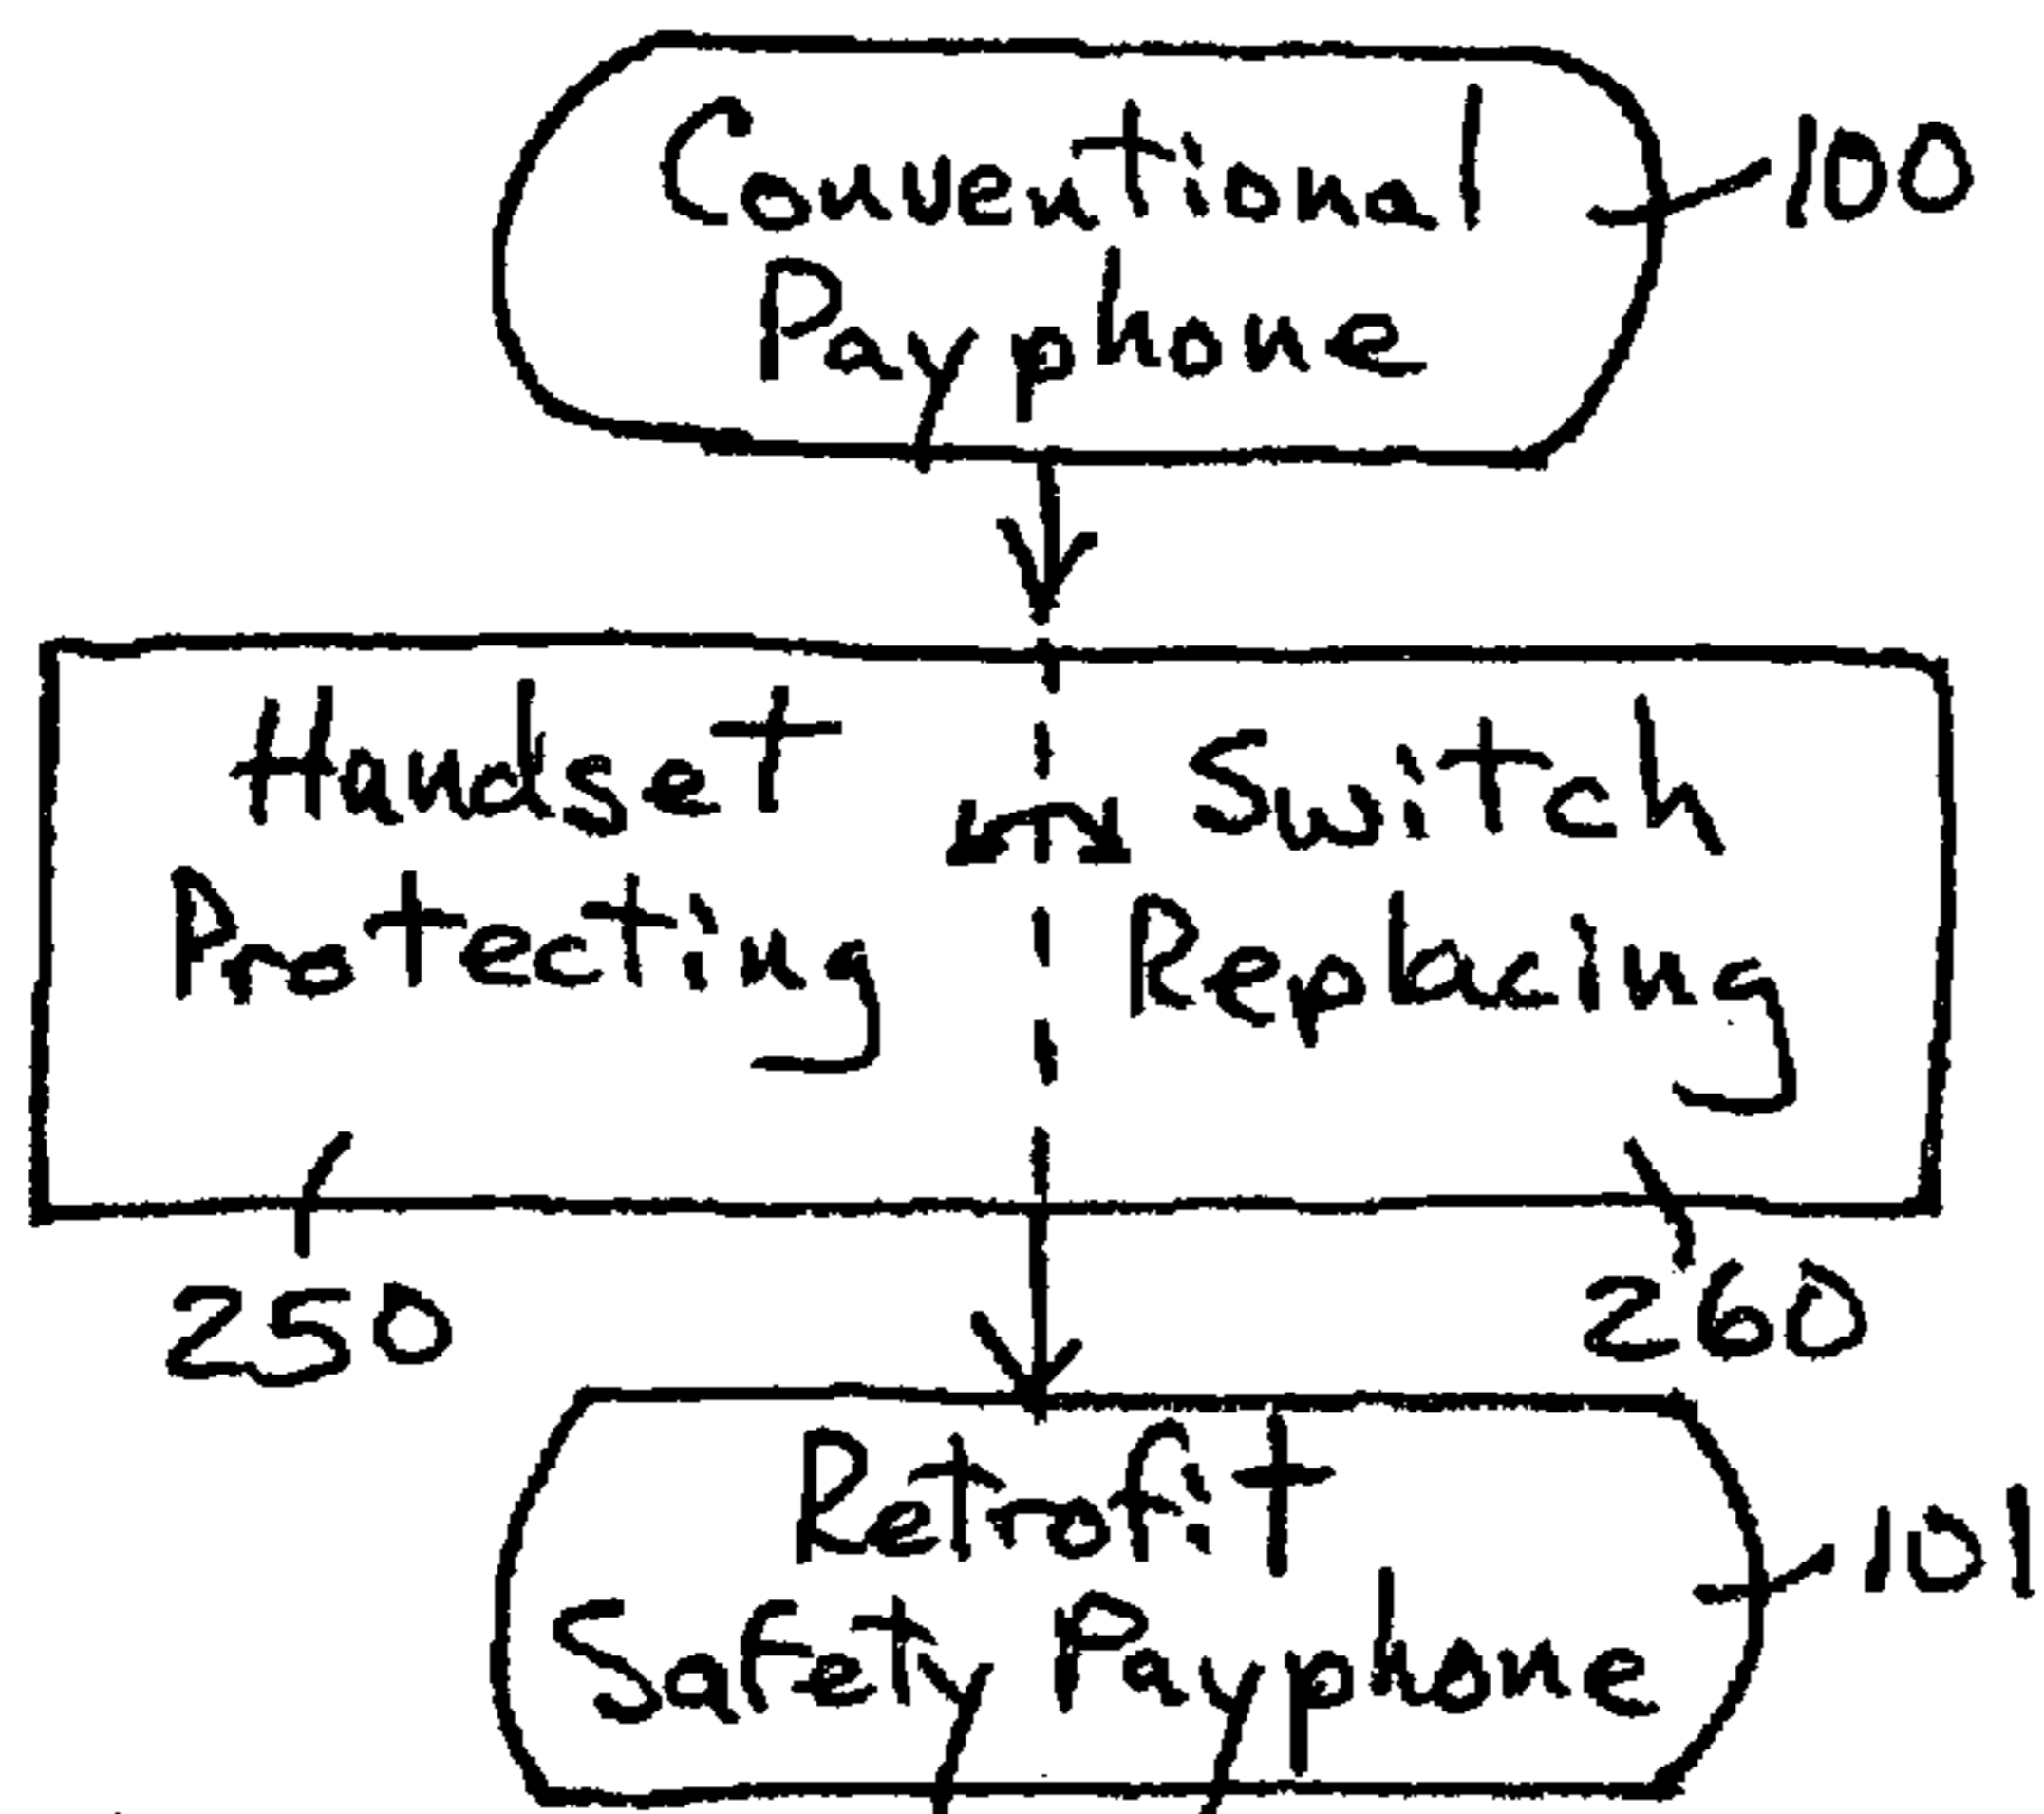 Conventional
Payphone
100
Handset
Protecting
Switch
Replacing
250
260
Retrofit
Safety Payphone
101